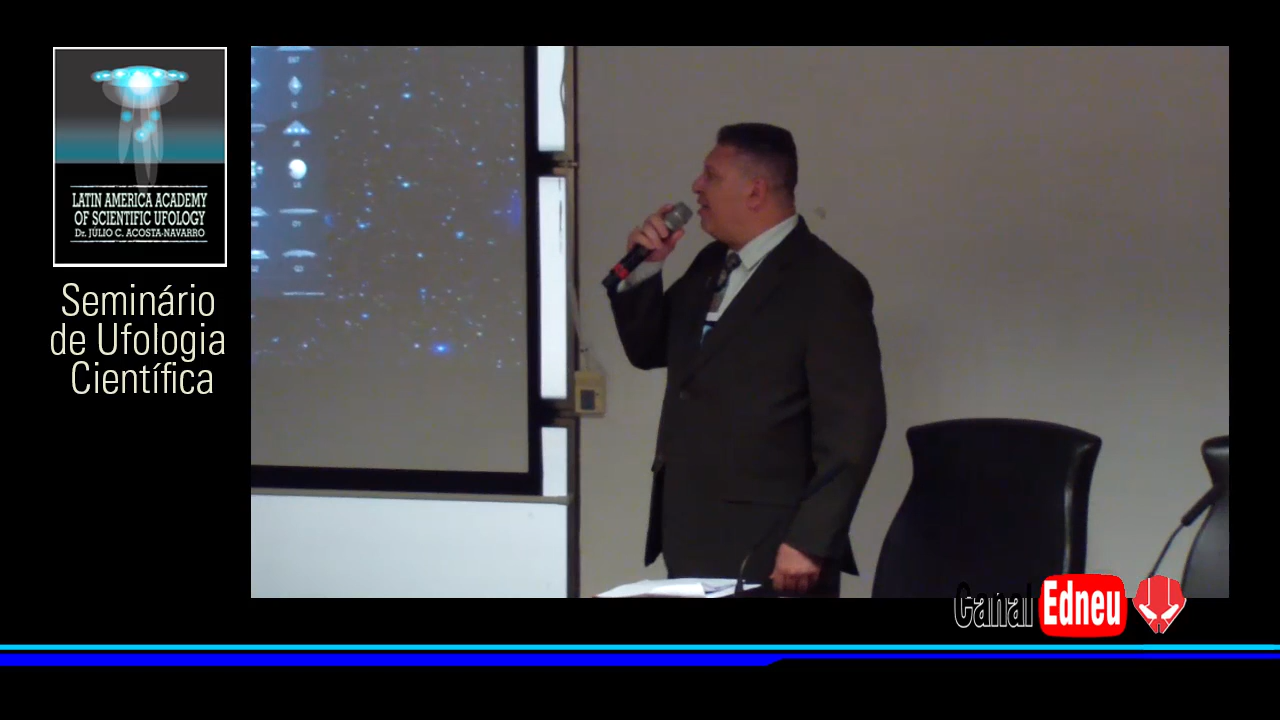 LATIN AMERICA ACADEMY
OF SCIENTIFIC UFOLOGY
DR. JÚLIO C. ACOSTA-NAVARRO
Seminário
de Ufologia
Científica
Canal Edneu